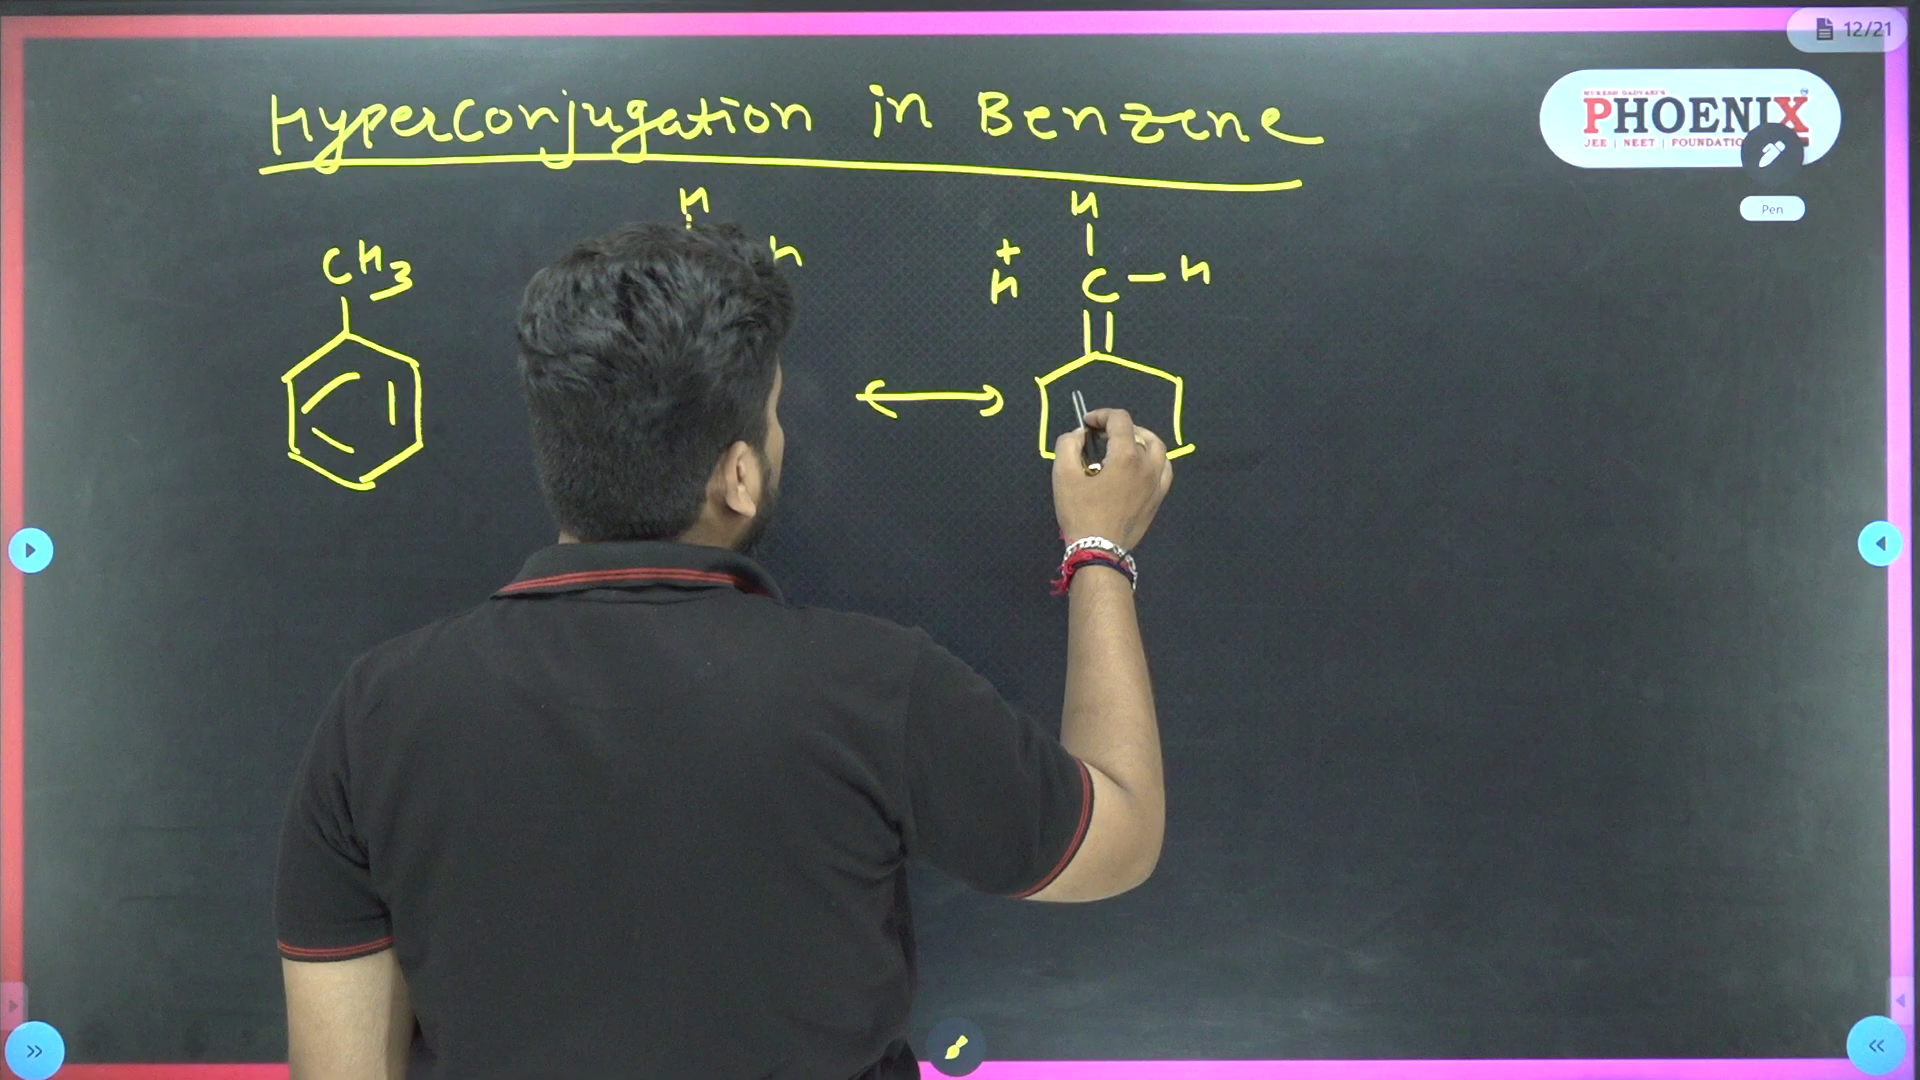 12/21
Hyperconjugation in Benzene
PHOENIX
JEE | NEET | FOUNDATIO
Pen
H
H
H
CH3
+
H
C-H